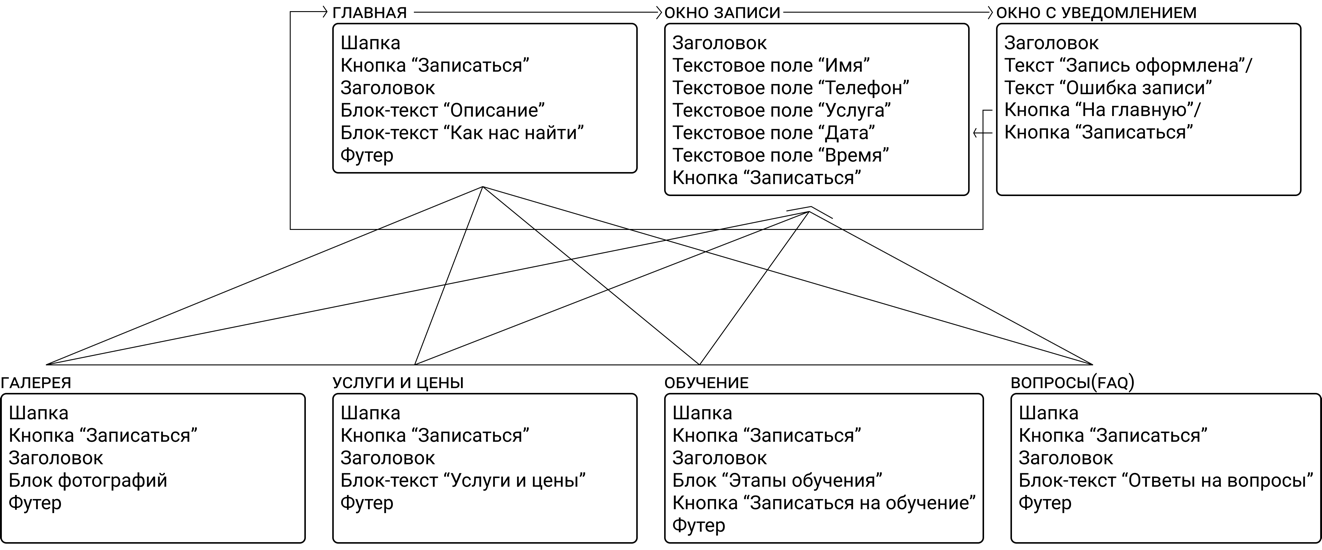 ГЛАВНАЯ
Шапка
Кнопка “Записаться”
Заголовок
Блок-текст “Описание”
Блок-текст “Как нас найти”
Футер
ОКНО ЗАПИСИ
Заголовок
Текстовое поле “Имя”
Текстовое поле “Телефон”
Текстовое поле “Услуга”
Текстовое поле “Дата”
Текстовое поле “Время”
Кнопка “Записаться”
ОКНО С УВЕДОМЛЕНИЕМ
Заголовок
Текст “Запись оформлена”/
Текст “Ошибка записи”
Кнопка “На главную”/
Кнопка “Записаться”
ГАЛЕРЕЯ
Шапка
Кнопка “Записаться”
Заголовок
Блок фотографий
Футер
УСЛУГИ И ЦЕНЫ
Шапка
Кнопка “Записаться”
Заголовок
Блок-текст “Услуги и цены”
Футер
ОБУЧЕНИЕ
Шапка
Кнопка “Записаться”
Заголовок
Блок “Этапы обучения”
Кнопка “Записаться на обучение”
Футер
ВОПРОСЫ(FAQ)
Шапка
Кнопка “Записаться”
Заголовок
Блок-текст “Ответы на вопросы”
Футер